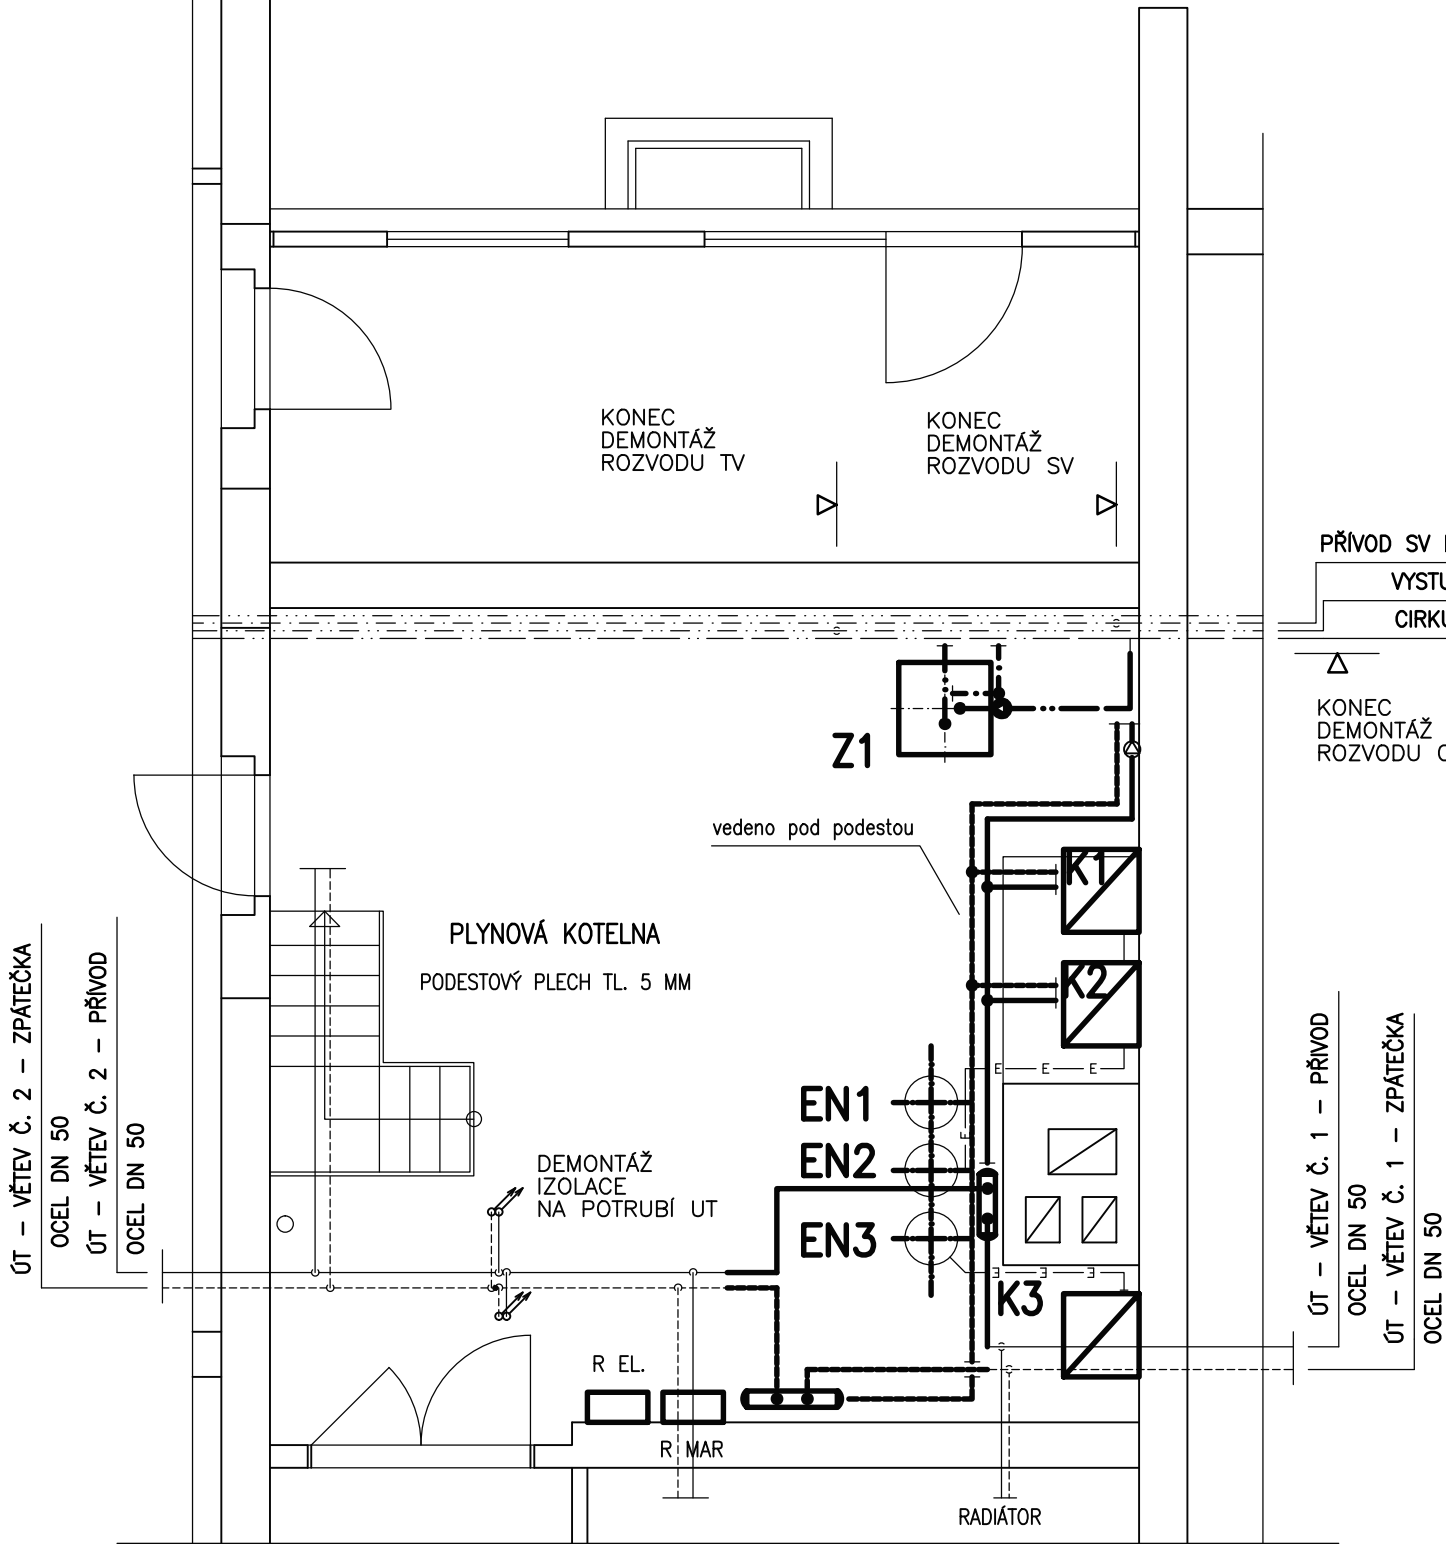 KONEC
DEMONTÁŽ
ROZVODU TV
KONEC
DEMONTÁŽ
ROZVODU SV
PŘÍVOD SV
VYSTU
CIRKU
KONEC
DEMONTÁŽ
ROZVODU
Z1
vedeno pod podestou
K1
PLYNOVÁ KOTELNA
PODESTOVÝ PLECH TL. 5 MM
K2
E E E
E
EN1
EN2
EN3
DEMONTÁŽ
IZOLACE
NA POTRUBÍ UT
E E E
K3
R EL.
R MAR
RADIÁTOR
ÚT - VĚTEV Č. 2 - ZPÁTEČKA
OCEL DN 50
ÚT - VĚTEV Č. 2 - PŘÍVOD
OCEL DN 50
ÚT - VĚTEV Č. 1 - PŘÍVOD
OCEL DN 50
ÚT - VĚTEV Č. 1 - ZPÁTEČKA
OCEL DN 50